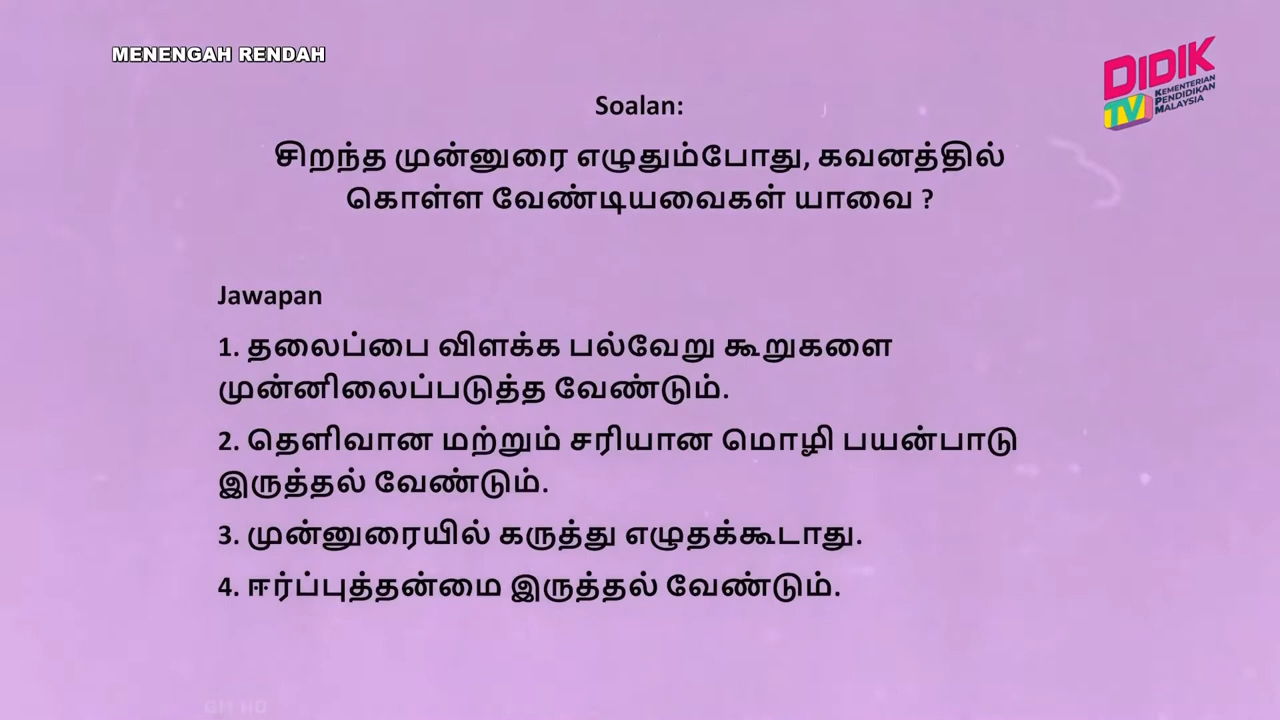 MENENGAH RENDAH
DIDIK
TV
KEMENTERIAN
PENDIDIKAN
MALAYSIA
Soalan:
சிறந்த முன்னுரை எழுதும்போது, கவனத்தில்
கொள்ள வேண்டியவைகள் யாவை ?
Jawapan
1. தலைப்பை விளக்க பல்வேறு கூறுகளை
முன்னிலைப்படுத்த வேண்டும்.
2. தெளிவான மற்றும் சரியான மொழி பயன்பாடு
இருத்தல் வேண்டும்.
3. முன்னுரையில் கருத்து எழுதக்கூடாது.
4. ஈர்ப்புத்தன்மை இருத்தல் வேண்டும்.